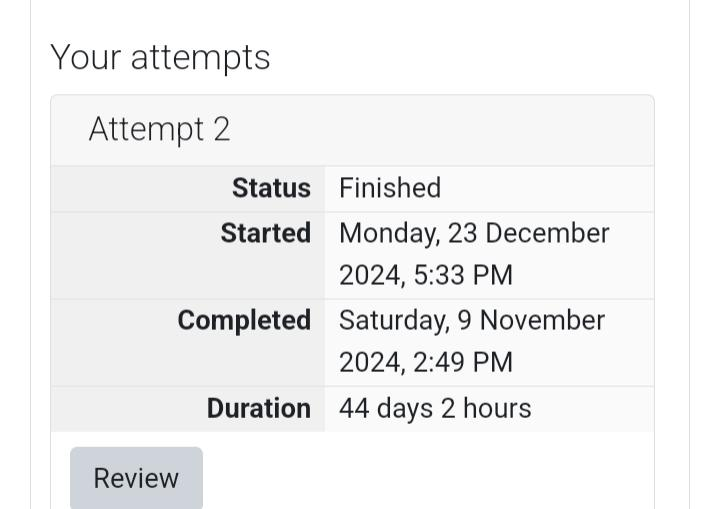 Your attempts
Attempt 2
Status Finished
Started Monday, 23 December
2024, 5:33 PM
Completed Saturday, 9 November
2024, 2:49 PM
Duration 44 days 2 hours
Review